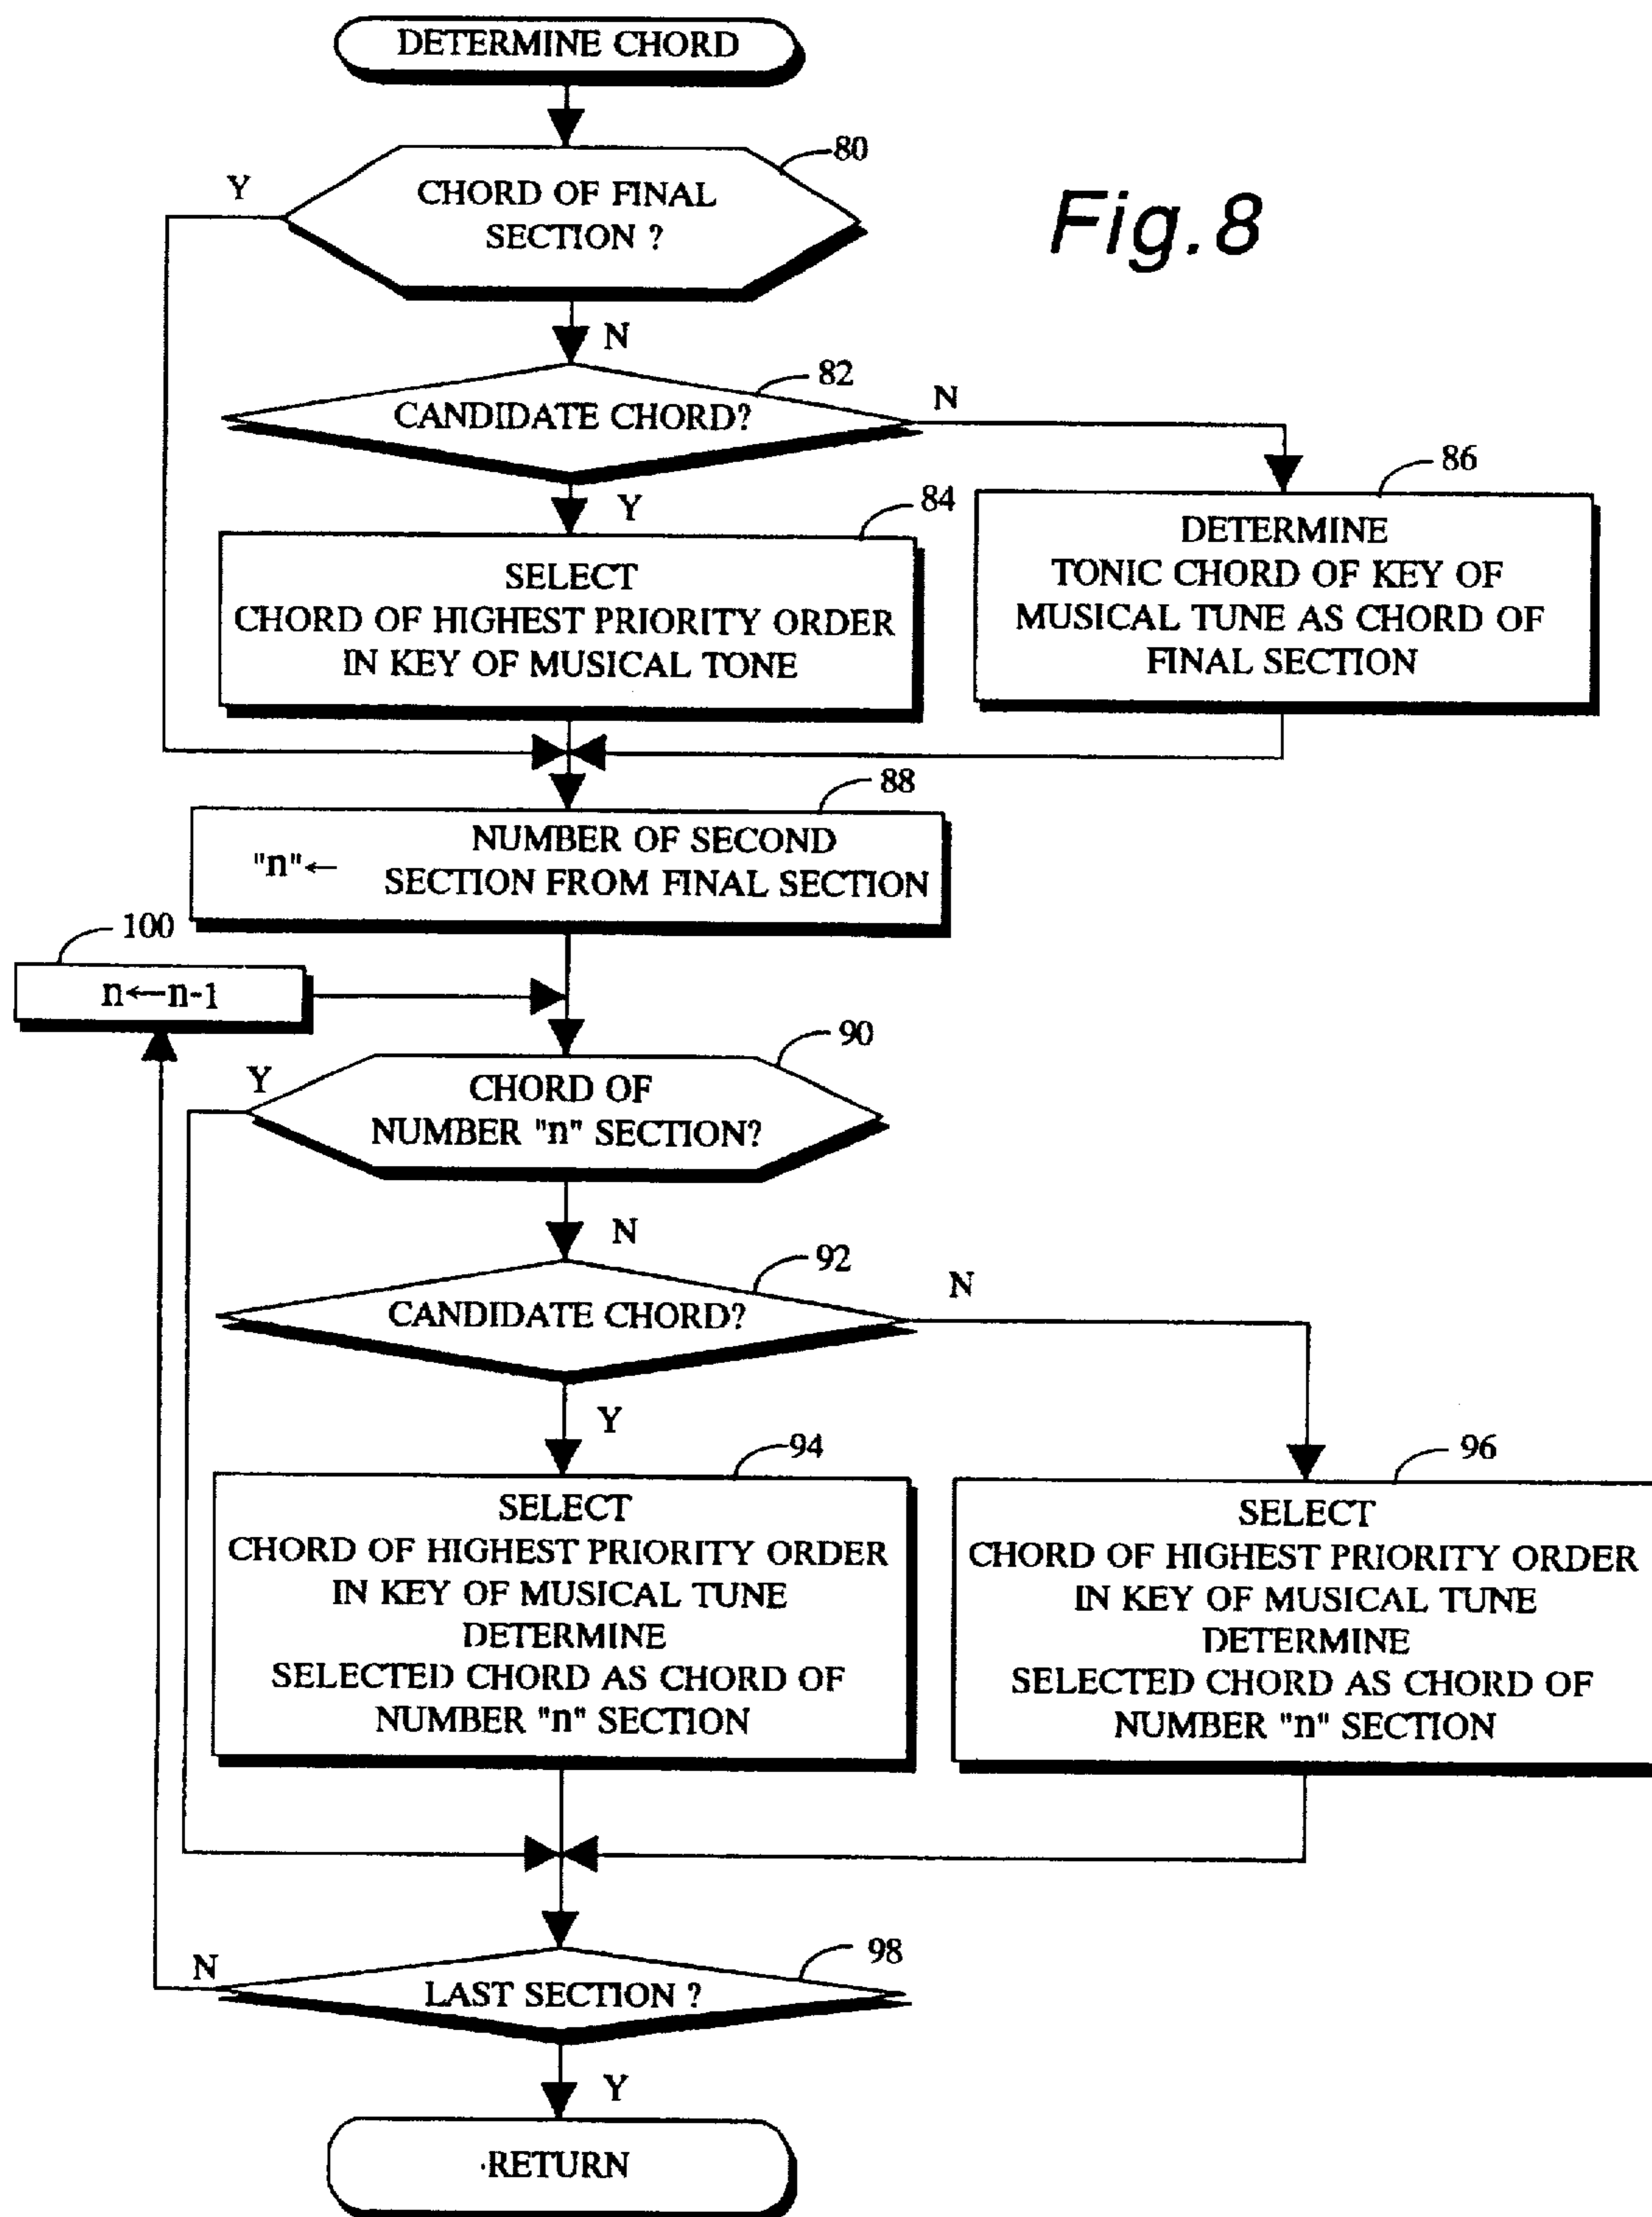 DETERMINE CHORD
80
Y
CHORD OF FINAL
SECTION ?
Fig.8
N
82
N
CANDIDATE CHORD?
86
Y
84
DETERMINE
TONIC CHORD OF KEY OF
MUSICAL TUNE AS CHORD OF
FINAL SECTION
SELECT
CHORD OF HIGHEST PRIORITY ORDER
IN KEY OF MUSICAL TONE
88
"n"←
NUMBER OF SECOND
SECTION FROM FINAL SECTION
100
n←n-1
90
Y
CHORD OF
NUMBER "n" SECTION?
N
92
N
CANDIDATE CHORD?
Y
94
96
SELECT
CHORD OF HIGHEST PRIORITY ORDER
IN KEY OF MUSICAL TUNE
DETERMINE
SELECTED CHORD AS CHORD OF
NUMBER "n" SECTION
SELECT
CHORD OF HIGHEST PRIORITY ORDER
IN KEY OF MUSICAL TUNE
DETERMINE
SELECTED CHORD AS CHORD OF
NUMBER "n" SECTION
98
N
LAST SECTION ?
Y
RETURN